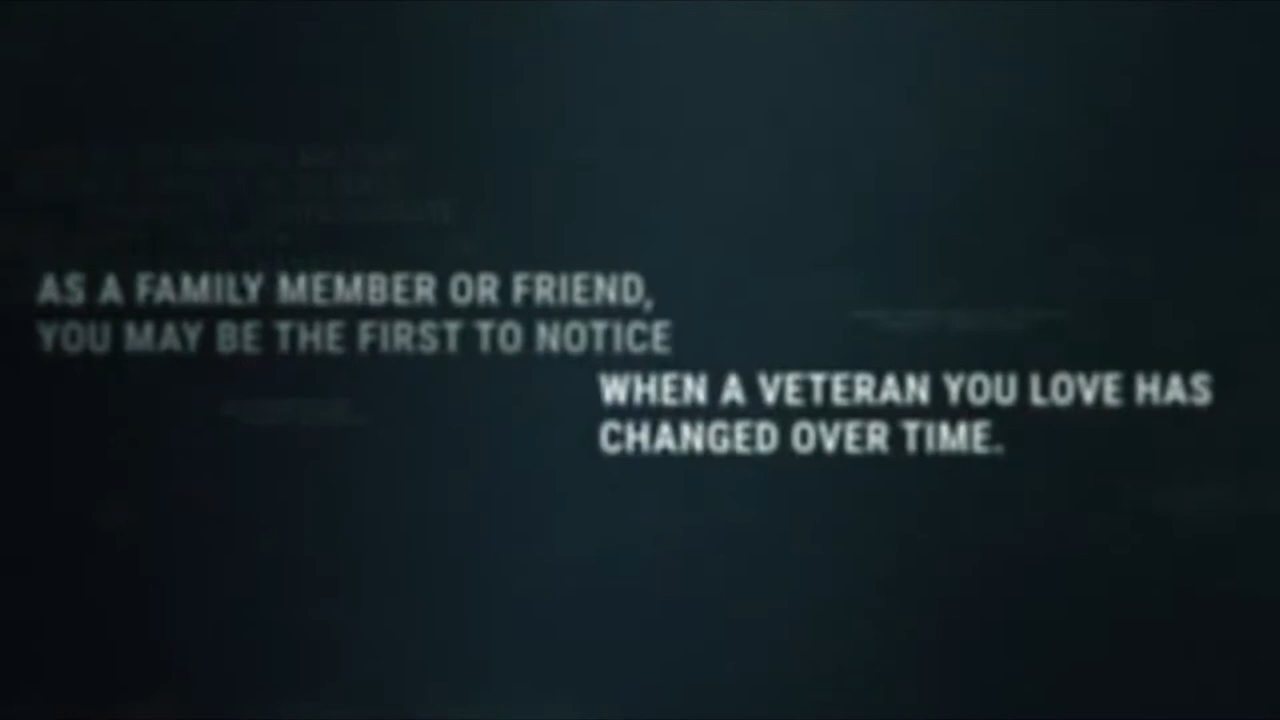 AS A FAMILY MEMBER OR FRIEND,
YOU MAY BE THE FIRST TO NOTICE
WHEN A VETERAN YOU LOVE HAS
CHANGED OVER TIME.